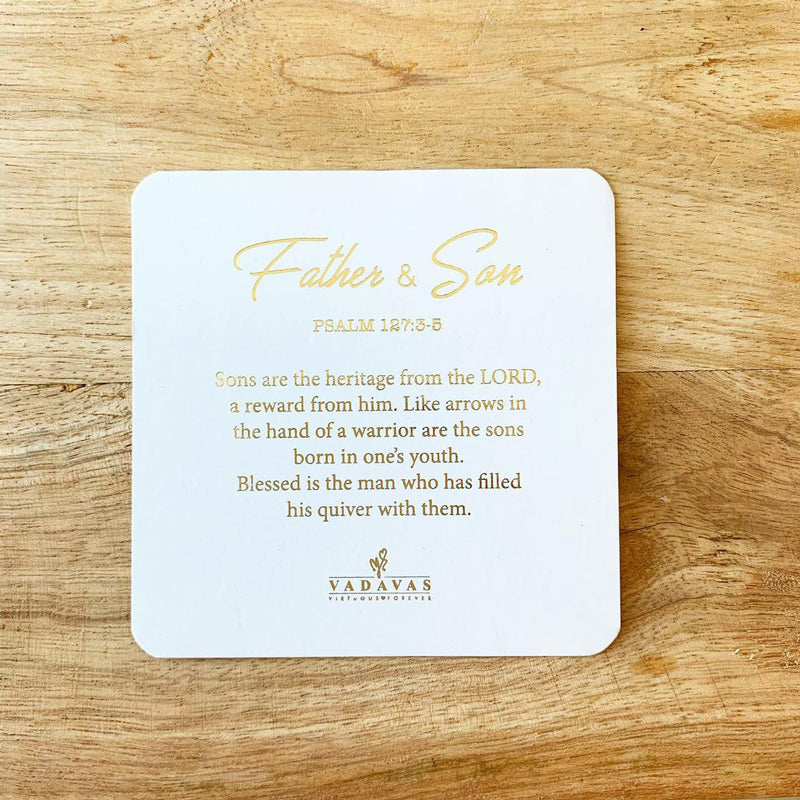 Father & Son
PSALM 127:3-5
Sons are the heritage from the LORD,
a reward from him. Like arrows in
the hand of a warrior are the sons
born in one’s youth.
Blessed is the man who has filled
his quiver with them.
VADAVAS
VIRTUOUS♥FOREVER